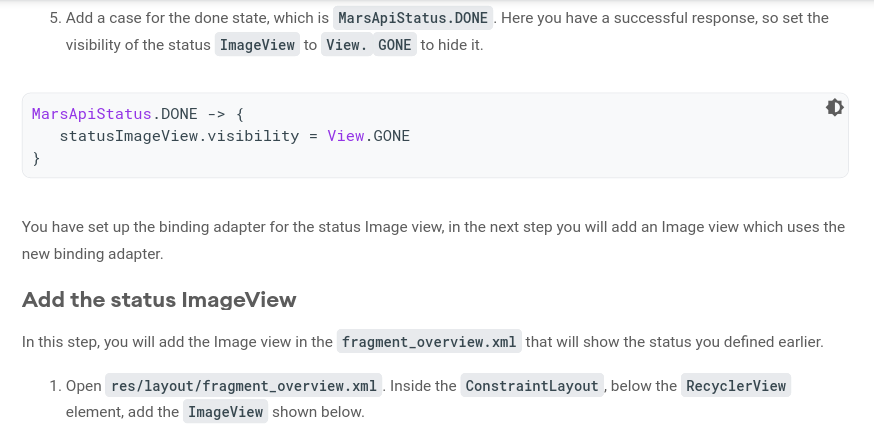 5. Add a case for the done state, which is MarsApiStatus.DONE. Here you have a successful response, so set the
visibility of the status ImageView to View. GONE to hide it.
MarsApiStatus.DONE -> {
   statusImageView.visibility = View.GONE
}
You have set up the binding adapter for the status Image view, in the next step you will add an Image view which uses the
new binding adapter.
Add the status ImageView
In this step, you will add the Image view in the fragment_overview.xml that will show the status you defined earlier.
1. Open res/layout/fragment_overview.xml. Inside the ConstraintLayout, below the RecyclerView
element, add the ImageView shown below.